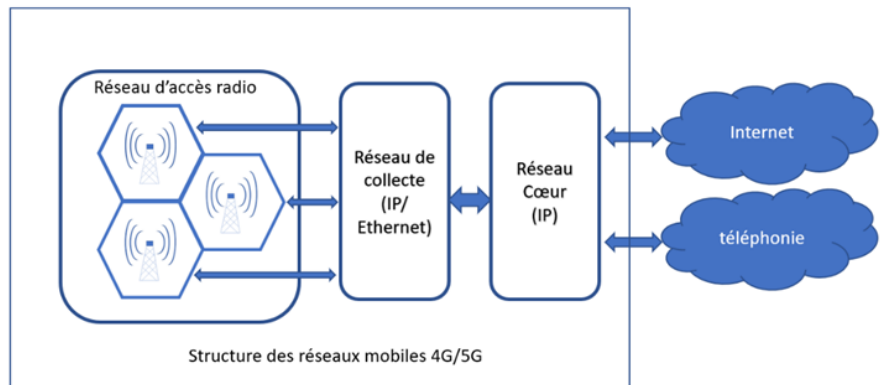 Réseau d'accès radio
Réseau de
collecte
(IP/
Ethernet)
Réseau
Cœur
(IP)
Internet
téléphonie
Structure des réseaux mobiles 4G/5G